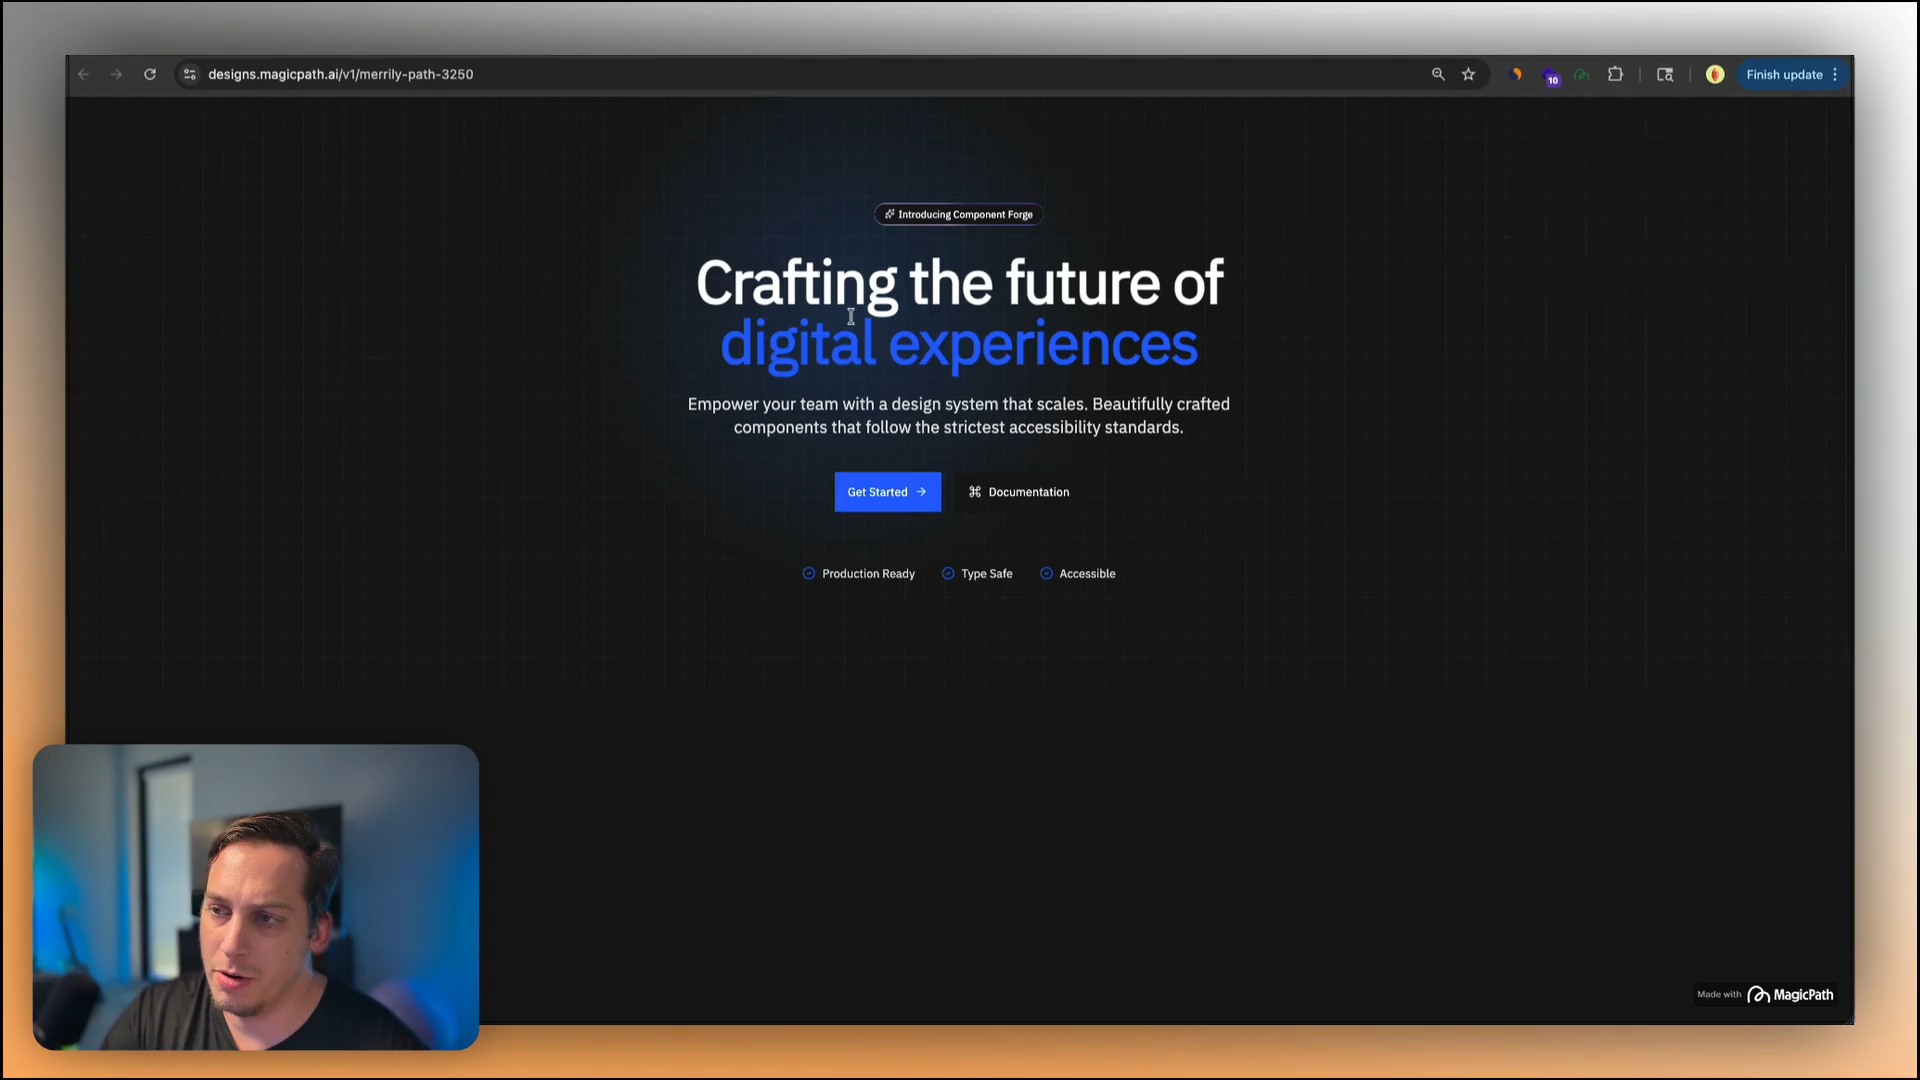 designs.magicpath.ai/v1/merrily-path-3250
10
Finish update
Introducing Component Forge
Crafting the future of
digital experiences
Empower your team with a design system that scales. Beautifully crafted
components that follow the strictest accessibility standards.
Get Started
Documentation
Production Ready
Type Safe
Accessible
Made with MagicPath